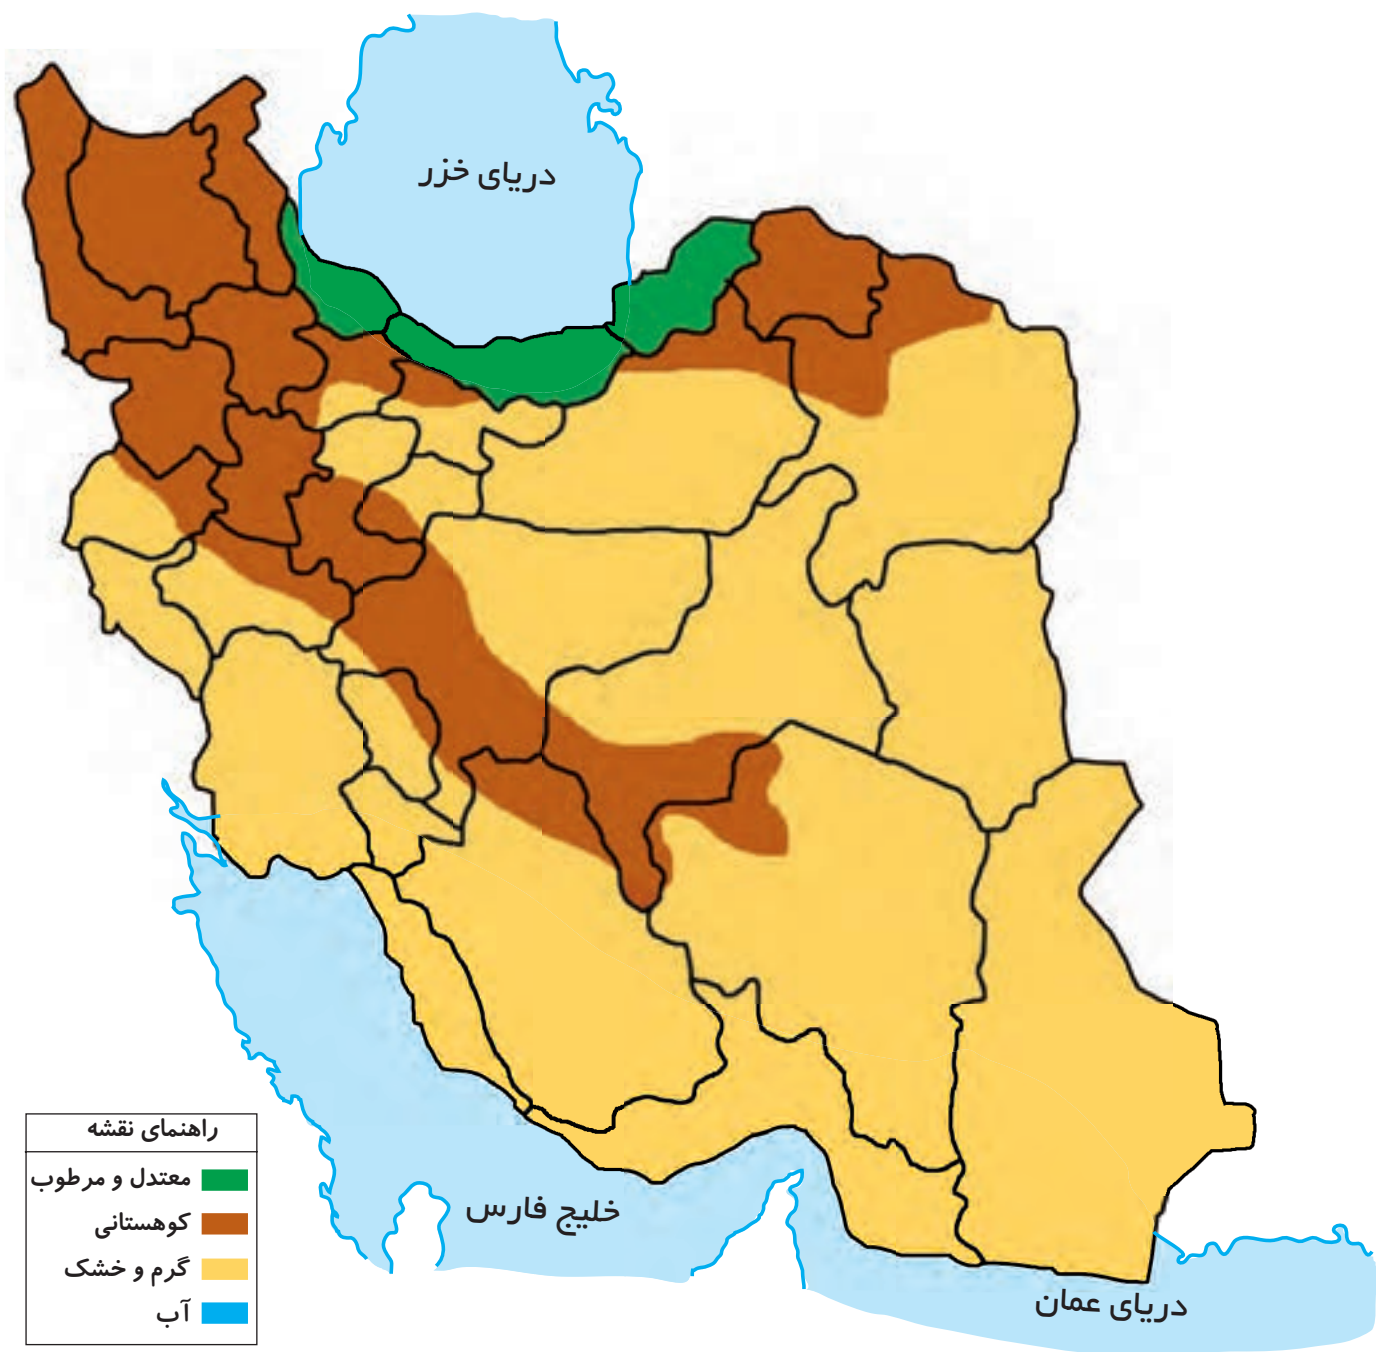 دریای خزر
راهنمای نقشه
معتدل و مرطوب
کوهستانی
گرم و خشک
آب
خلیج فارس
دریای عمان